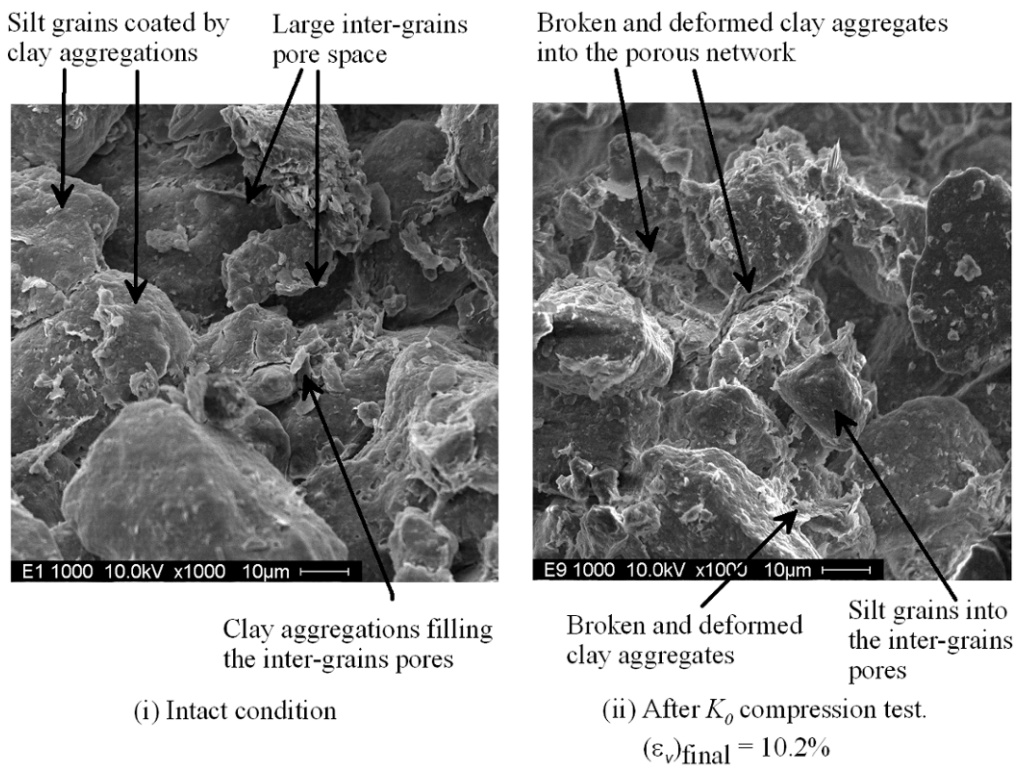 Silt grains coated by
clay aggregations
Large inter-grains
pore space
Broken and deformed clay aggregates
into the porous network
E1 1000 10.0kV x1000 10µm
E9 1000 10.0kV x1000 10µm
Clay aggregations filling
the inter-grains pores
Broken and deformed
clay aggregates
Silt grains into
the inter-grains
pores
(i) Intact condition
(ii) After K0 compression test.
(εv)final = 10.2%